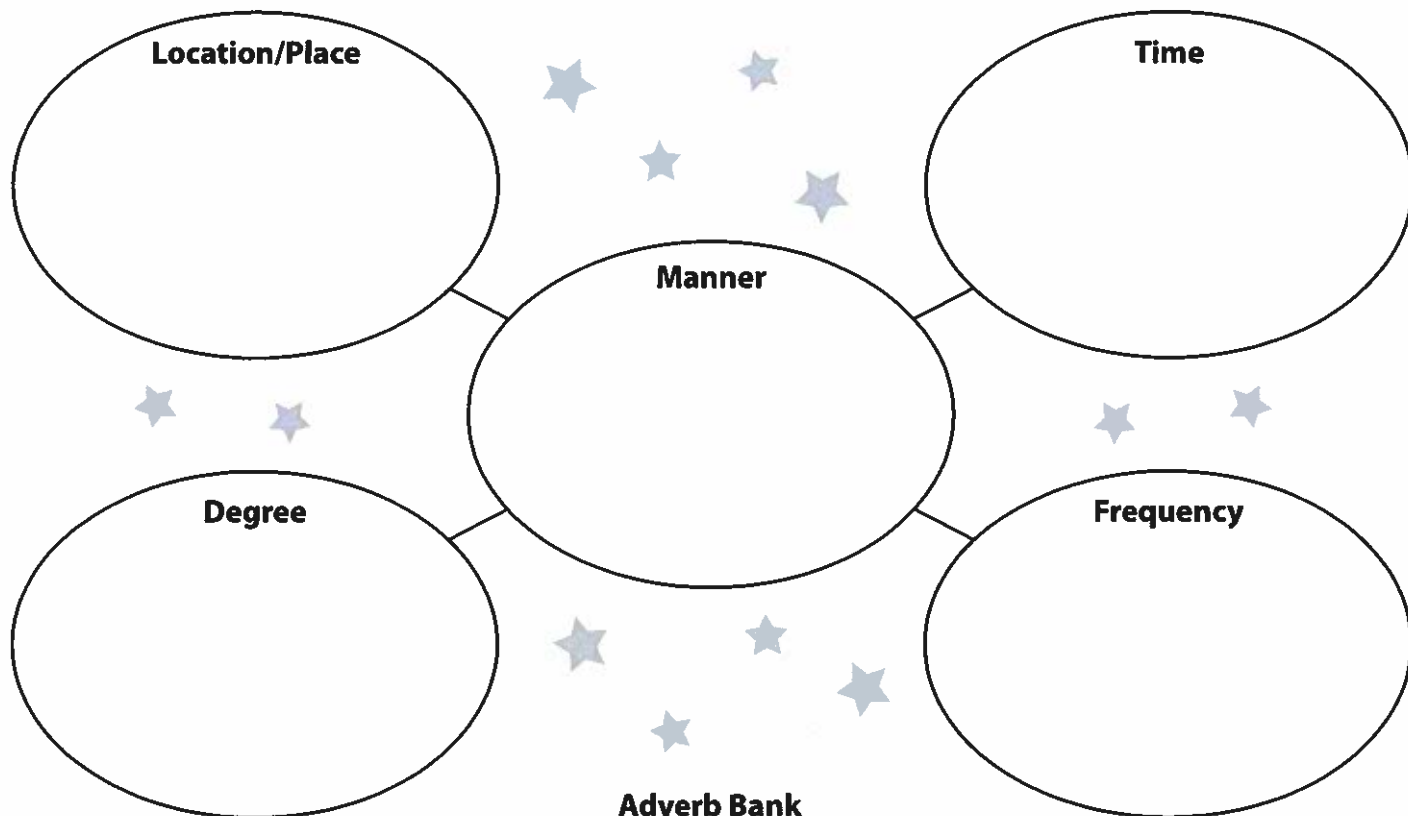 Location/Place
Time
Manner
Degree
Frequency
Adverb Bank